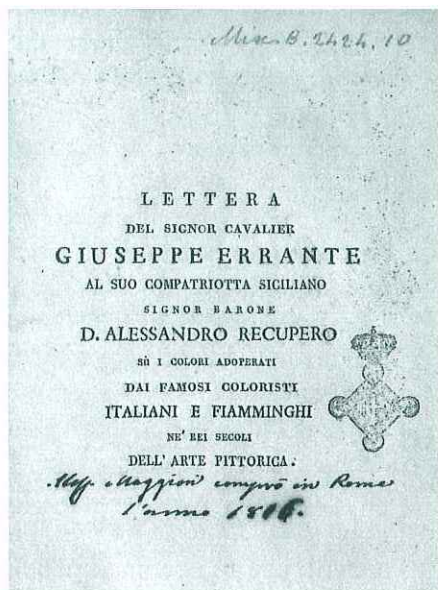 Misc. B. 2424. 10
LETTERA
DEL SIGNOR CAVALIER
GIUSEPPE ERRANTE
AL SUO COMPATRIOTTA SICILIANO
SIGNOR BARONE
D. ALESSANDRO RECUPERO
SÙ I COLORI ADOPERATI
DAI FAMOSI COLORISTI
ITALIANI E FIAMMINGHI
NE' BEI SECOLI
DELL' ARTE PITTORICA.
Maggiori comprò in Roma
l'anno 1816.